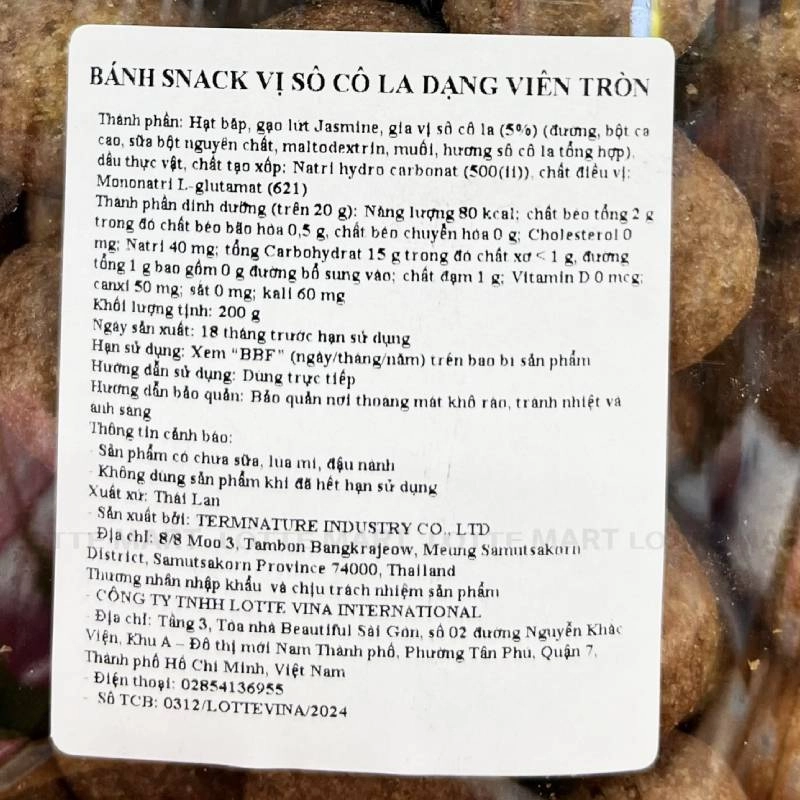 BÁNH SNACK VỊ SÔ CÔ LA DẠNG VIÊN TRÒN
Thành phần: Hạt bắp, gạo lứt Jasmine, gia vị sô cô la (5%) (đường, bột ca
cao, sữa bột nguyên chất, maltodextrin, muối, hương sô cô la tổng hợp),
dầu thực vật, chất tạo xốp: Natri hydro carbonat (500(ii)), chất điều vị:
Mononatri L-glutamat (621)
Thành phần dinh dưỡng (trên 20 g): Năng lượng 80 kcal; chất béo tổng 2 g
trong đó chất béo bão hòa 0,5 g, chất béo chuyển hóa 0 g; Cholesterol 0
mg; Natri 40 mg; tổng Carbohydrat 15 g trong đó chất xơ < 1 g, đường
tổng 1 g bao gồm 0 g đường bổ sung vào; chất đạm 1 g; Vitamin D 0 mcg;
canxi 50 mg; sắt 0 mg; kali 60 mg
Khối lượng tịnh: 200 g
Ngày sản xuất: 18 tháng trước hạn sử dụng
Hạn sử dụng: Xem "BBF" (ngày/tháng/năm) trên bao bì sản phẩm
Hướng dẫn sử dụng: Dùng trực tiếp
Hướng dẫn bảo quản: Bảo quản nơi thoáng mát khô ráo, tránh nhiệt và
ánh sáng
Thông tin cảnh báo:
- Sản phẩm có chứa sữa, lúa mì, đậu nành
- Không dùng sản phẩm khi đã hết hạn sử dụng
Xuất xứ: Thái Lan
- Sản xuất bởi: TERMNATURE INDUSTRY CO., LTD
- Địa chỉ: 8/8 Moo 3, Tambon Bangkrajeow, Meung Samutsakorn
District, Samutsakorn Province 74000, Thailand
Thương nhân nhập khẩu và chịu trách nhiệm sản phẩm
- CÔNG TY TNHH LOTTE VINA INTERNATIONAL
- Địa chỉ: Tầng 3, Tòa nhà Beautiful Sài Gòn, số 02 đường Nguyễn Khắc
Viện, Khu A – Đô thị mới Nam Thành phố, Phường Tân Phú, Quận 7,
Thành phố Hồ Chí Minh, Việt Nam
- Điện thoại: 02854136955
- Số TCB: 0312/LOTTEVINA/2024
LOTTE MART LOTTE MART LOTTE MART LOTTE MART